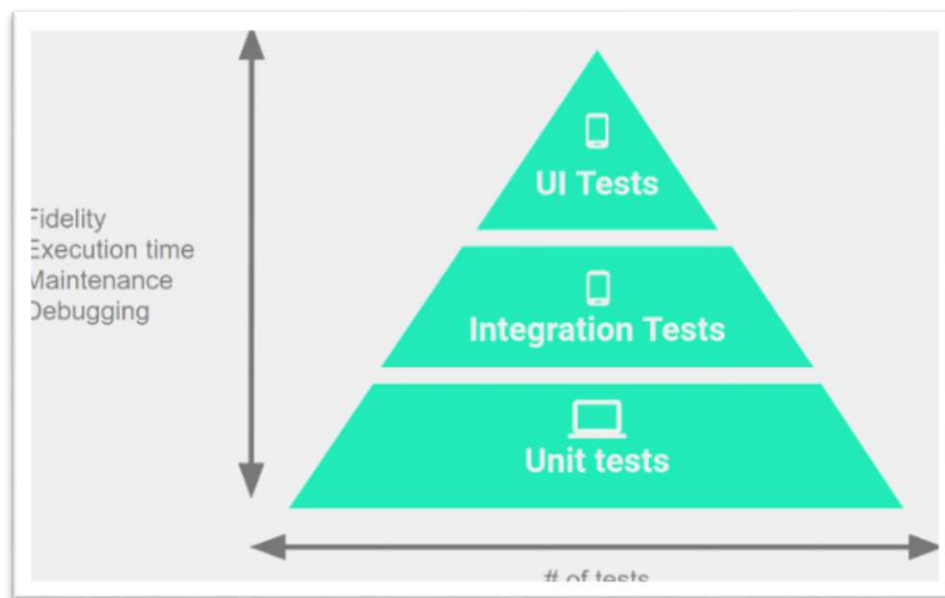 UI Tests
Fidelity
Execution time
Maintenance
Debugging
Integration Tests
Unit tests
# of tests